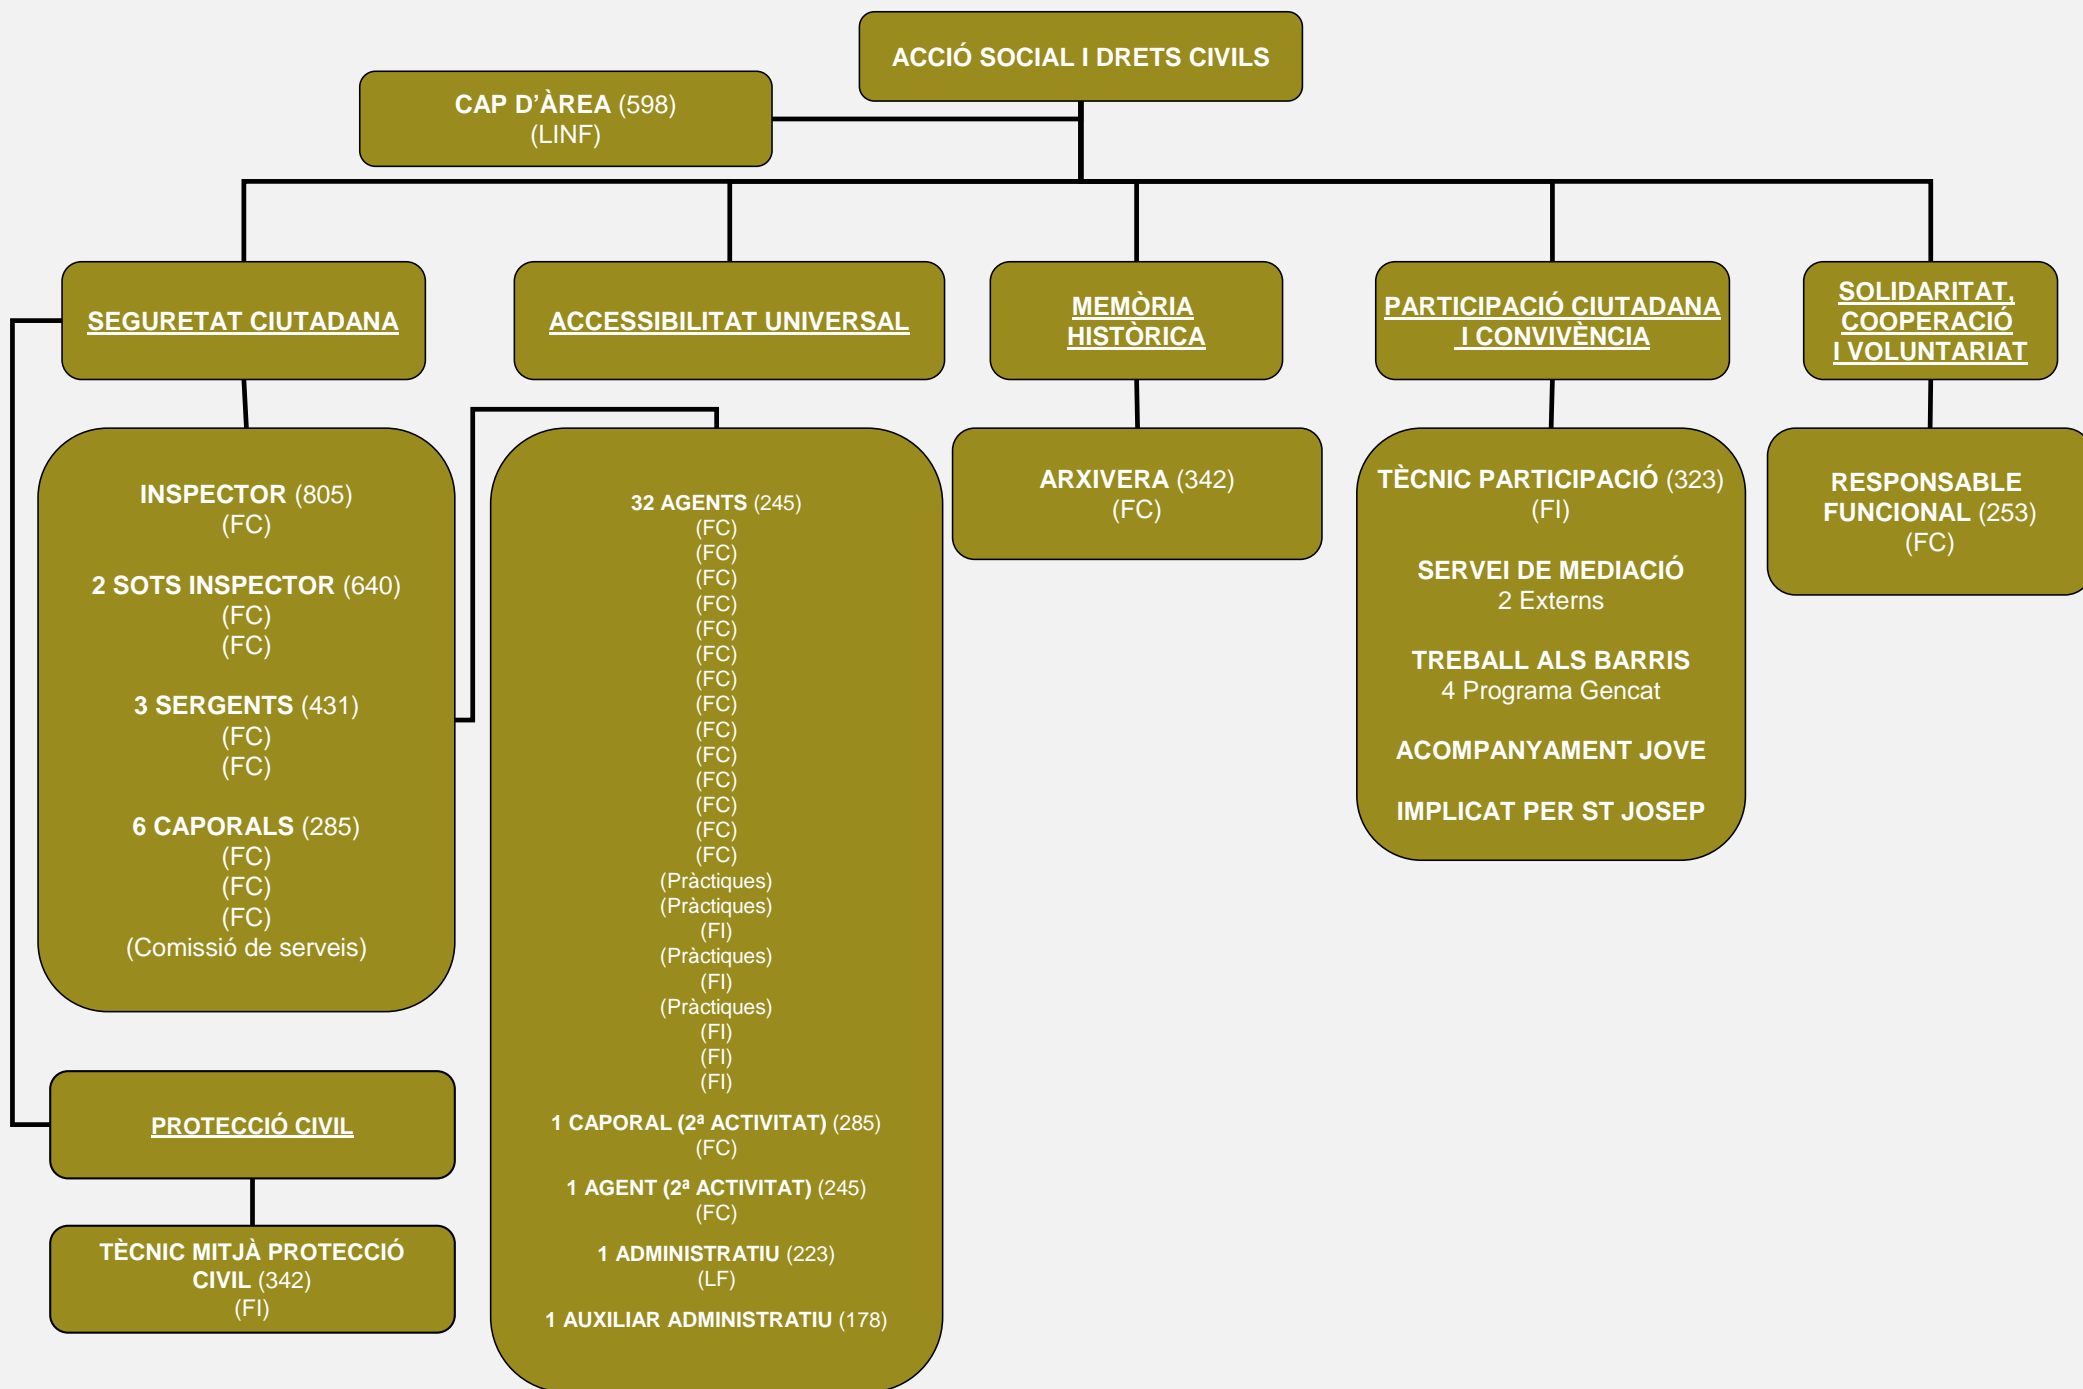 ACCIÓ SOCIAL I DRETS CIVILS
CAP D'ÀREA (598)
(LINF)
SEGURETAT CIUTADANA
ACCESSIBILITAT UNIVERSAL
MEMÒRIA
HISTÒRICA
PARTICIPACIÓ CIUTADANA
I CONVIVÈNCIA
SOLIDARITAT,
COOPERACIÓ
I VOLUNTARIAT
INSPECTOR (805)
(FC)
2 SOTS INSPECTOR (640)
(FC)
(FC)
3 SERGENTS (431)
(FC)
(FC)
6 CAPORALS (285)
(FC)
(FC)
(FC)
(Comissió de serveis)
32 AGENTS (245)
(FC)
(FC)
(FC)
(FC)
(FC)
(FC)
(FC)
(FC)
(FC)
(FC)
(FC)
(FC)
(FC)
(FC)
(Pràctiques)
(Pràctiques)
(FI)
(Pràctiques)
(FI)
(Pràctiques)
(FI)
(FI)
(FI)
1 CAPORAL (2ª ACTIVITAT) (285)
(FC)
1 AGENT (2ª ACTIVITAT) (245)
(FC)
1 ADMINISTRATIU (223)
(LF)
1 AUXILIAR ADMINISTRATIU (178)
ARXIVERA (342)
(FC)
TÈCNIC PARTICIPACIÓ (323)
(FI)
SERVEI DE MEDIACIÓ
2 Externs
TREBALL ALS BARRIS
4 Programa Gencat
ACOMPANYAMENT JOVE
IMPLICAT PER ST JOSEP
RESPONSABLE
FUNCIONAL (253)
(FC)
PROTECCIÓ CIVIL
TÈCNIC MITJÀ PROTECCIÓ
CIVIL (342)
(FI)